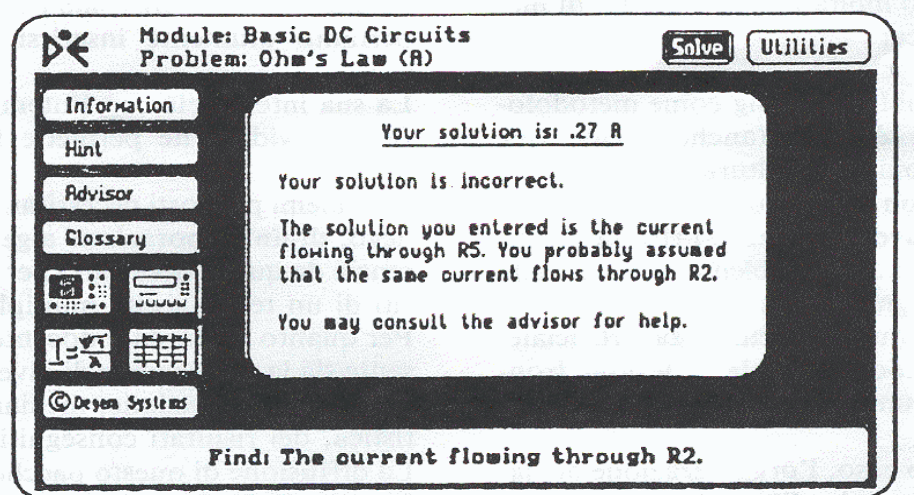 Module: Basic DC Circuits
Problem: Ohm's Law (A)
Solve
Utilities
Information
Hint
Advisor
Glossary
© Degem Systems
Your solution is: .27 A
Your solution is incorrect.
The solution you entered is the current
flowing through R5. You probably assumed
that the same current flows through R2.
You may consult the advisor for help.
Find: The current flowing through R2.